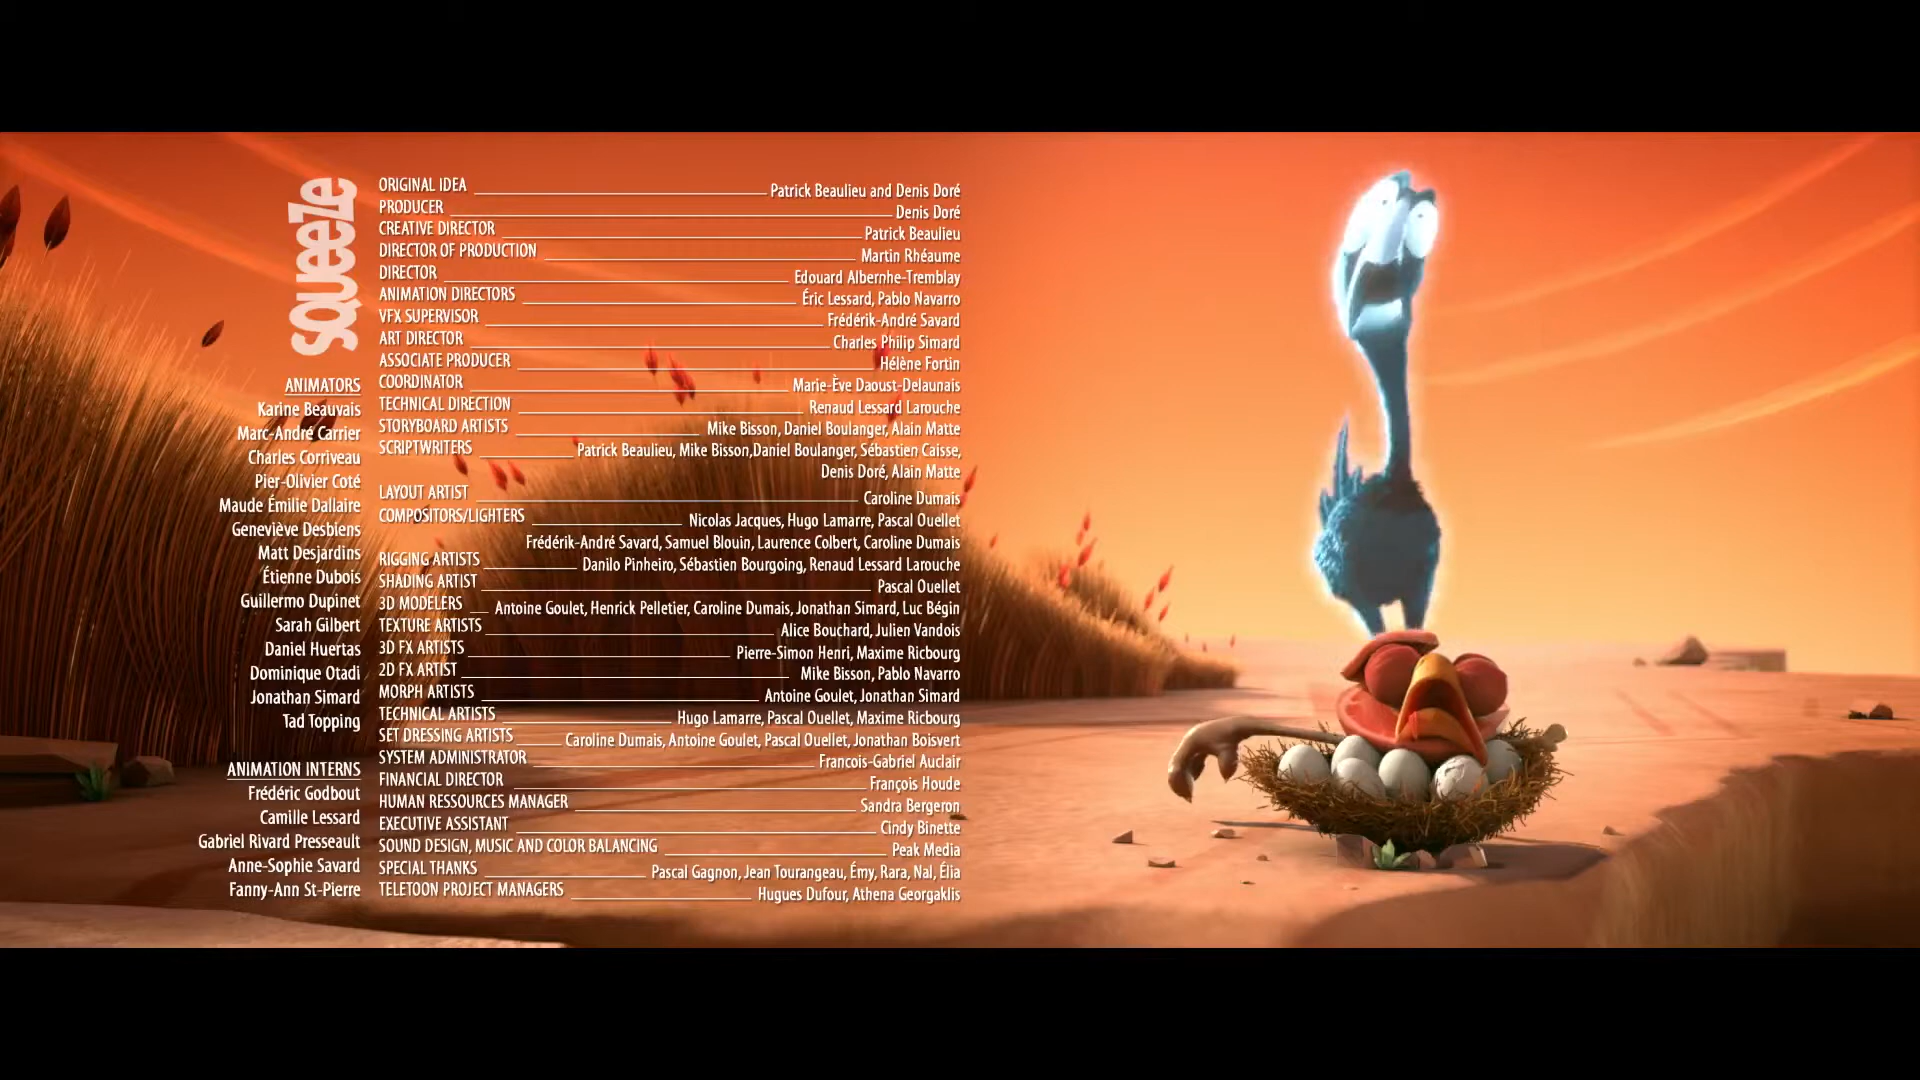 squeeze
ANIMATORS
Karine Beauvais
Marc-André Carrier
Charles Corriveau
Pier-Olivier Coté
Maude Émilie Dallaire
Geneviève Desbiens
Matt Desjardins
Étienne Dubois
Guillermo Dupinet
Sarah Gilbert
Daniel Huertas
Dominique Otadi
Jonathan Simard
Tad Topping
ANIMATION INTERNS
Frédéric Godbout
Camille Lessard
Gabriel Rivard Presseault
Anne-Sophie Savard
Fanny-Ann St-Pierre
ORIGINAL IDEA Patrick Beaulieu and Denis Doré
PRODUCER Denis Doré
CREATIVE DIRECTOR Patrick Beaulieu
DIRECTOR OF PRODUCTION Martin Rhéaume
DIRECTOR Edouard Albernhe-Tremblay
ANIMATION DIRECTORS Éric Lessard, Pablo Navarro
VFX SUPERVISOR Frédérik-André Savard
ART DIRECTOR Charles Philip Simard
ASSOCIATE PRODUCER Hélène Fortin
COORDINATOR Marie-Ève Daoust-Delaunais
TECHNICAL DIRECTION Renaud Lessard Larouche
STORYBOARD ARTISTS Mike Bisson, Daniel Boulanger, Alain Matte
SCRIPTWRITERS Patrick Beaulieu, Mike Bisson,Daniel Boulanger, Sébastien Caisse,
Denis Doré, Alain Matte
LAYOUT ARTIST Caroline Dumais
COMPOSITORS/LIGHTERS Nicolas Jacques, Hugo Lamarre, Pascal Ouellet
Frédérik-André Savard, Samuel Blouin, Laurence Colbert, Caroline Dumais
RIGGING ARTISTS Danilo Pinheiro, Sébastien Bourgoing, Renaud Lessard Larouche
SHADING ARTIST Pascal Ouellet
3D MODELERS Antoine Goulet, Henrick Pelletier, Caroline Dumais, Jonathan Simard, Luc Bégin
TEXTURE ARTISTS Alice Bouchard, Julien Vandois
3D FX ARTISTS Pierre-Simon Henri, Maxime Ricbourg
2D FX ARTIST Mike Bisson, Pablo Navarro
MORPH ARTISTS Antoine Goulet, Jonathan Simard
TECHNICAL ARTISTS Hugo Lamarre, Pascal Ouellet, Maxime Ricbourg
SET DRESSING ARTISTS Caroline Dumais, Antoine Goulet, Pascal Ouellet, Jonathan Boisvert
SYSTEM ADMINISTRATOR Francois-Gabriel Auclair
FINANCIAL DIRECTOR François Houde
HUMAN RESSOURCES MANAGER Sandra Bergeron
EXECUTIVE ASSISTANT Cindy Binette
SOUND DESIGN, MUSIC AND COLOR BALANCING Peak Media
SPECIAL THANKS Pascal Gagnon, Jean Tourangeau, Émy, Rara, Nal, Élia
TELETOON PROJECT MANAGERS Hugues Dufour, Athena Georgaklis